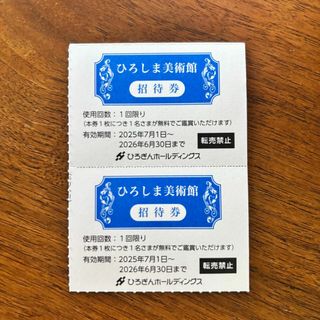 ひろしま美術館
招待券
使用回数：1回限り
（本券1枚につき1名さまが無料でご鑑賞いただけます）
有効期間：2025年7月1日～
2026年6月30日まで
転売禁止
ひろぎんホールディングス
ひろしま美術館
招待券
使用回数：1回限り
（本券1枚につき1名さまが無料でご鑑賞いただけます）
有効期間：2025年7月1日～
2026年6月30日まで
転売禁止
ひろぎんホールディングス